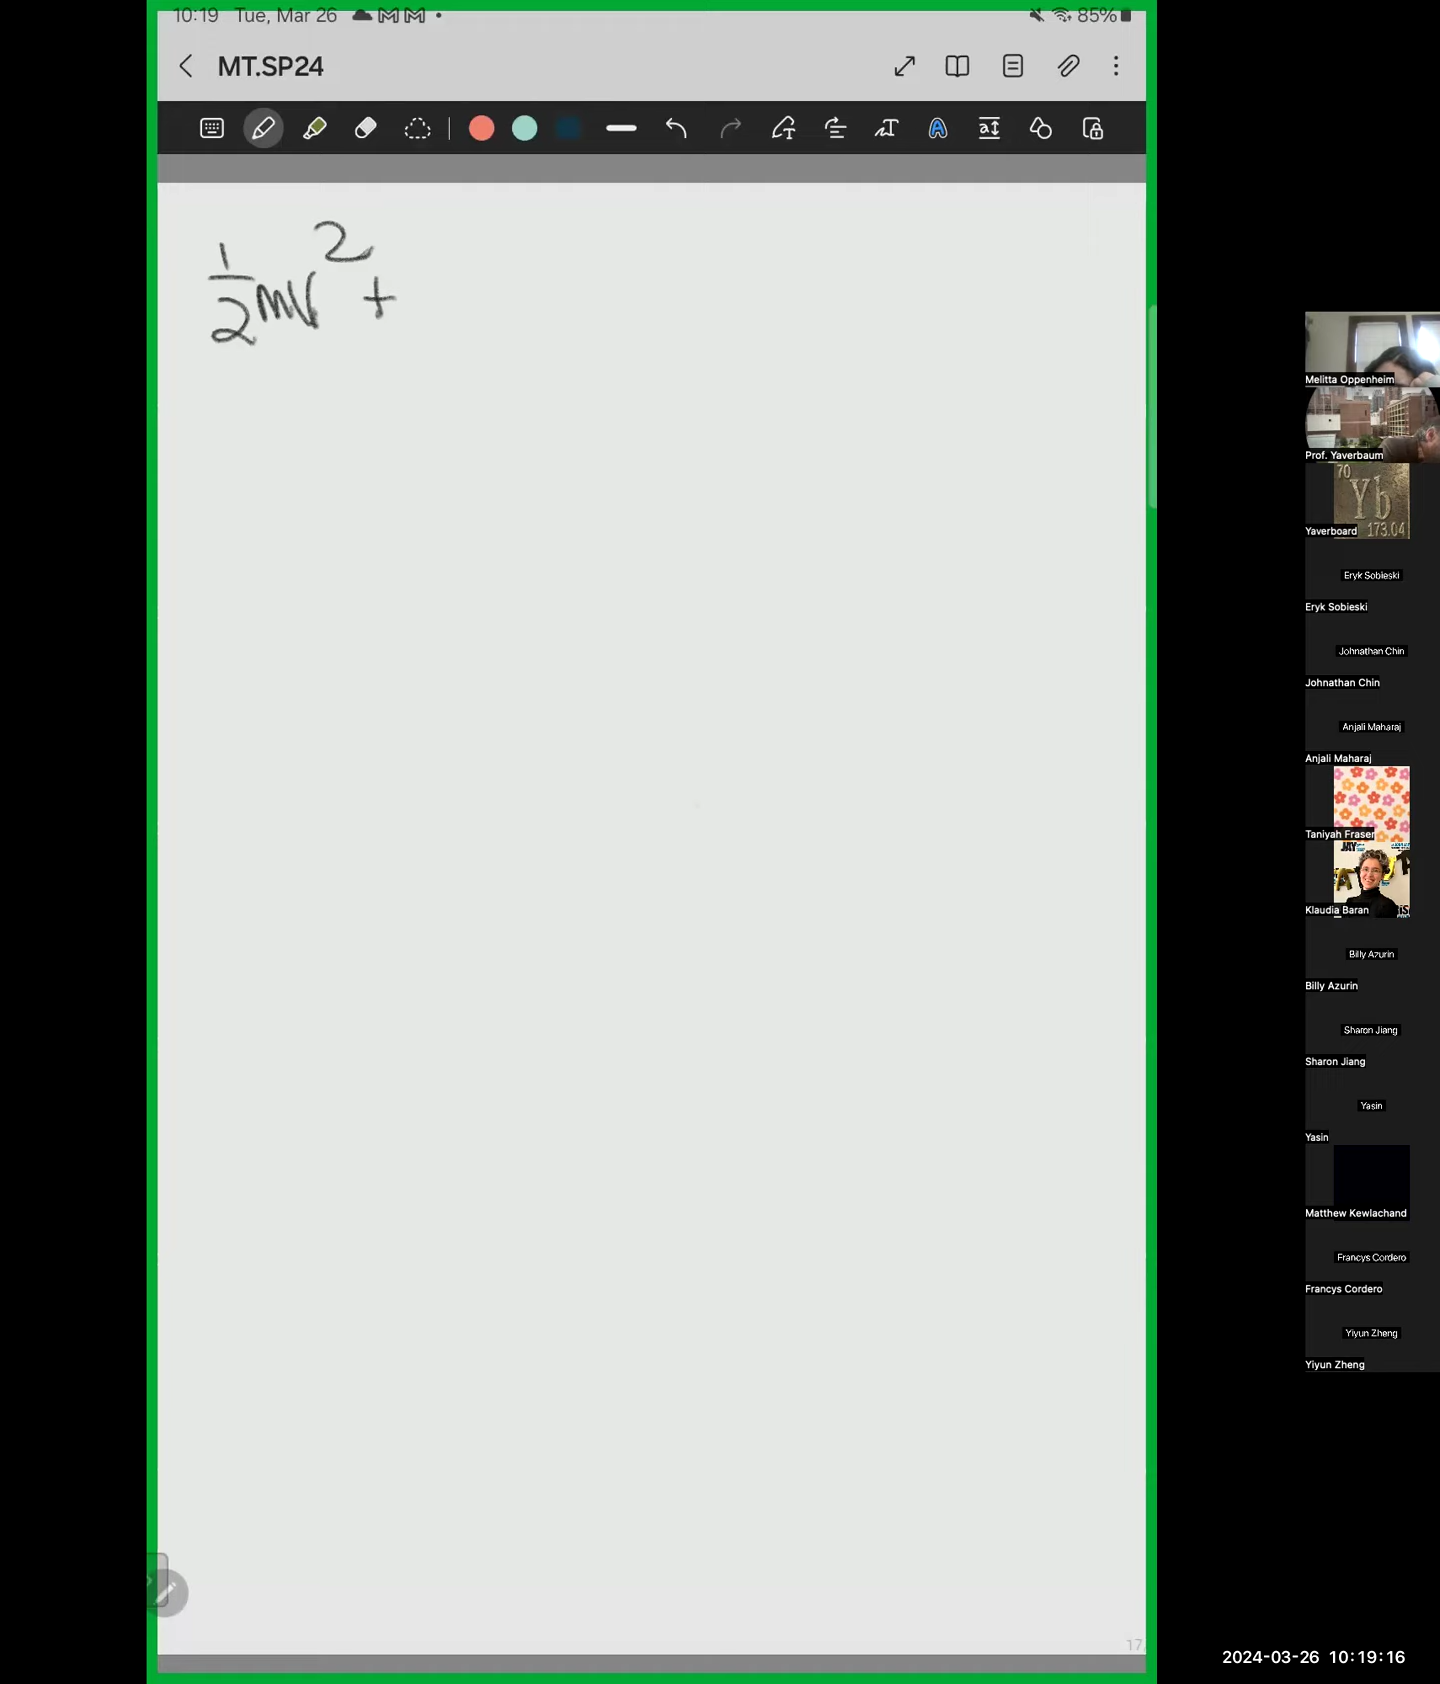 10:19 Tue, Mar 26 85%
MT.SP24
1/2 mv² +
Melitta Oppenheim
Prof. Yaverbaum
70
Yb
173.04
Yaverboard
Eryk Sobieski
Eryk Sobieski
Johnathan Chin
Johnathan Chin
Anjali Maharaj
Anjali Maharaj
Taniyah Fraser
JAY
Klaudia Baran
Billy Azurin
Billy Azurin
Sharon Jiang
Sharon Jiang
Yasin
Yasin
Matthew Kewlachand
Francys Cordero
Francys Cordero
Yiyun Zheng
Yiyun Zheng
17
2024-03-26 10:19:16